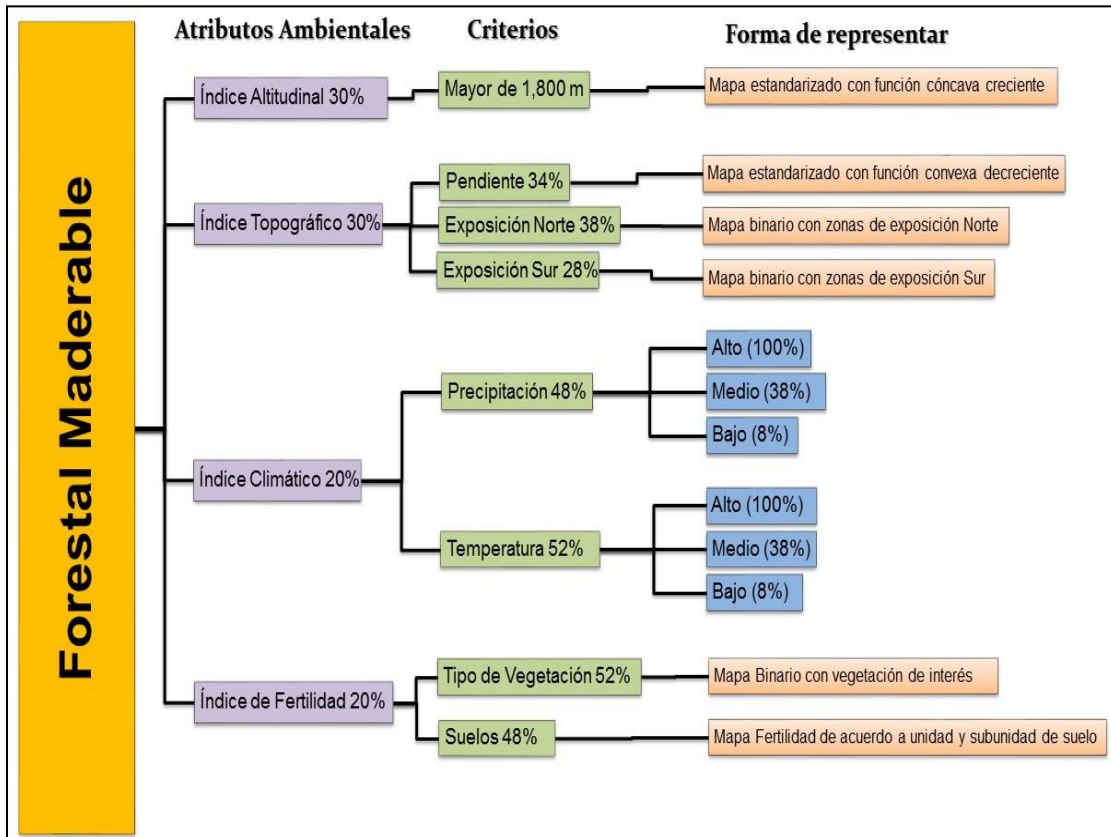 Atributos Ambientales
Criterios
Forma de representar
Forestal Maderable
Índice Altitudinal 30%
Mayor de 1,800 m
Mapa estandarizado con función cóncava creciente
Índice Topográfico 30%
Pendiente 34%
Mapa estandarizado con función convexa decreciente
Exposición Norte 38%
Mapa binario con zonas de exposición Norte
Exposición Sur 28%
Mapa binario con zonas de exposición Sur
Índice Climático 20%
Precipitación 48%
Alto (100%)
Medio (38%)
Bajo (8%)
Temperatura 52%
Alto (100%)
Medio (38%)
Bajo (8%)
Índice de Fertilidad 20%
Tipo de Vegetación 52%
Mapa Binario con vegetación de interés
Suelos 48%
Mapa Fertilidad de acuerdo a unidad y subunidad de suelo